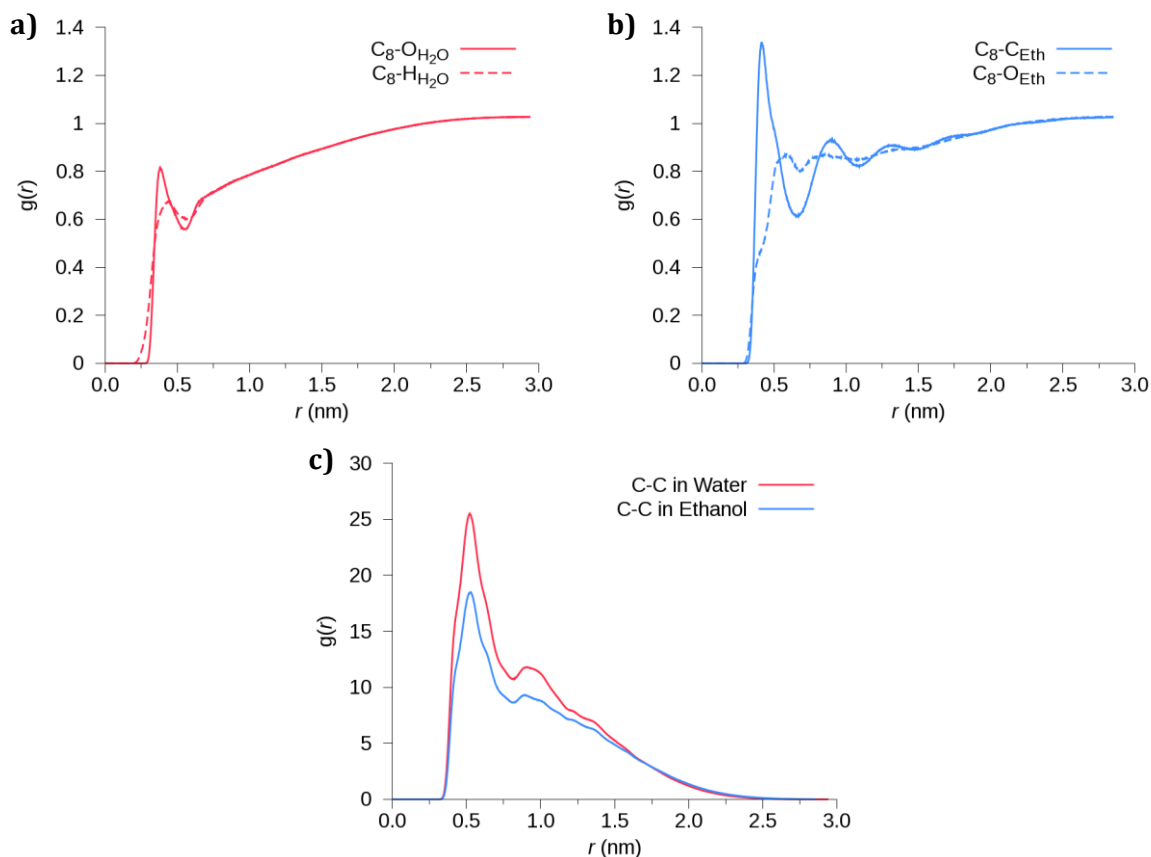 a)
1.4
1.2
1
0.8
0.6
0.4
0.2
0
g(r)
C8-OH2O
C8-HH2O
0.0 0.5 1.0 1.5 2.0 2.5 3.0
r (nm)
b)
1.4
1.2
1
0.8
0.6
0.4
0.2
0
g(r)
C8-CEth
C8-OEth
0.0 0.5 1.0 1.5 2.0 2.5 3.0
r (nm)
c)
30
25
20
15
10
5
0
g(r)
C-C in Water
C-C in Ethanol
0.0 0.5 1.0 1.5 2.0 2.5 3.0
r (nm)